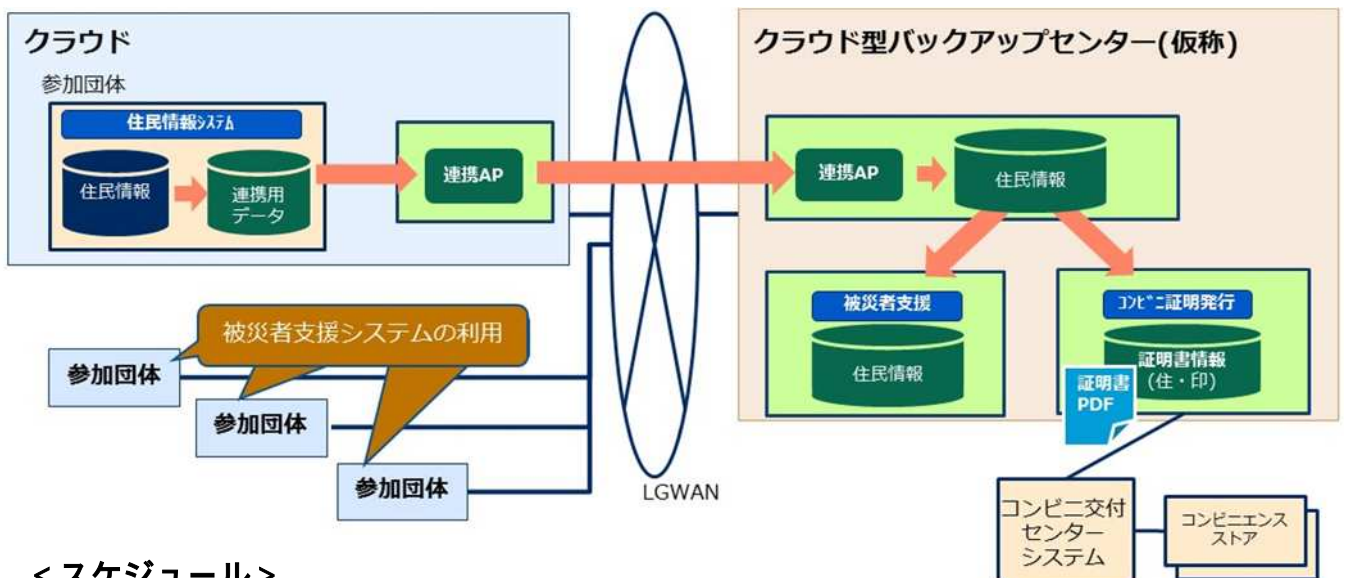 クラウド
参加団体
住民情報ｼｽﾃﾑ
住民情報
連携用
データ
連携AP
クラウド型バックアップセンター(仮称)
連携AP
住民情報
被災者支援
住民情報
ｺﾝﾋﾞﾆ証明発行
証明書情報
(住・印)
証明書
PDF
被災者支援システムの利用
参加団体
参加団体
参加団体
LGWAN
コンビニ交付
センター
システム
コンビニエンス
ストア
<スケジュール>